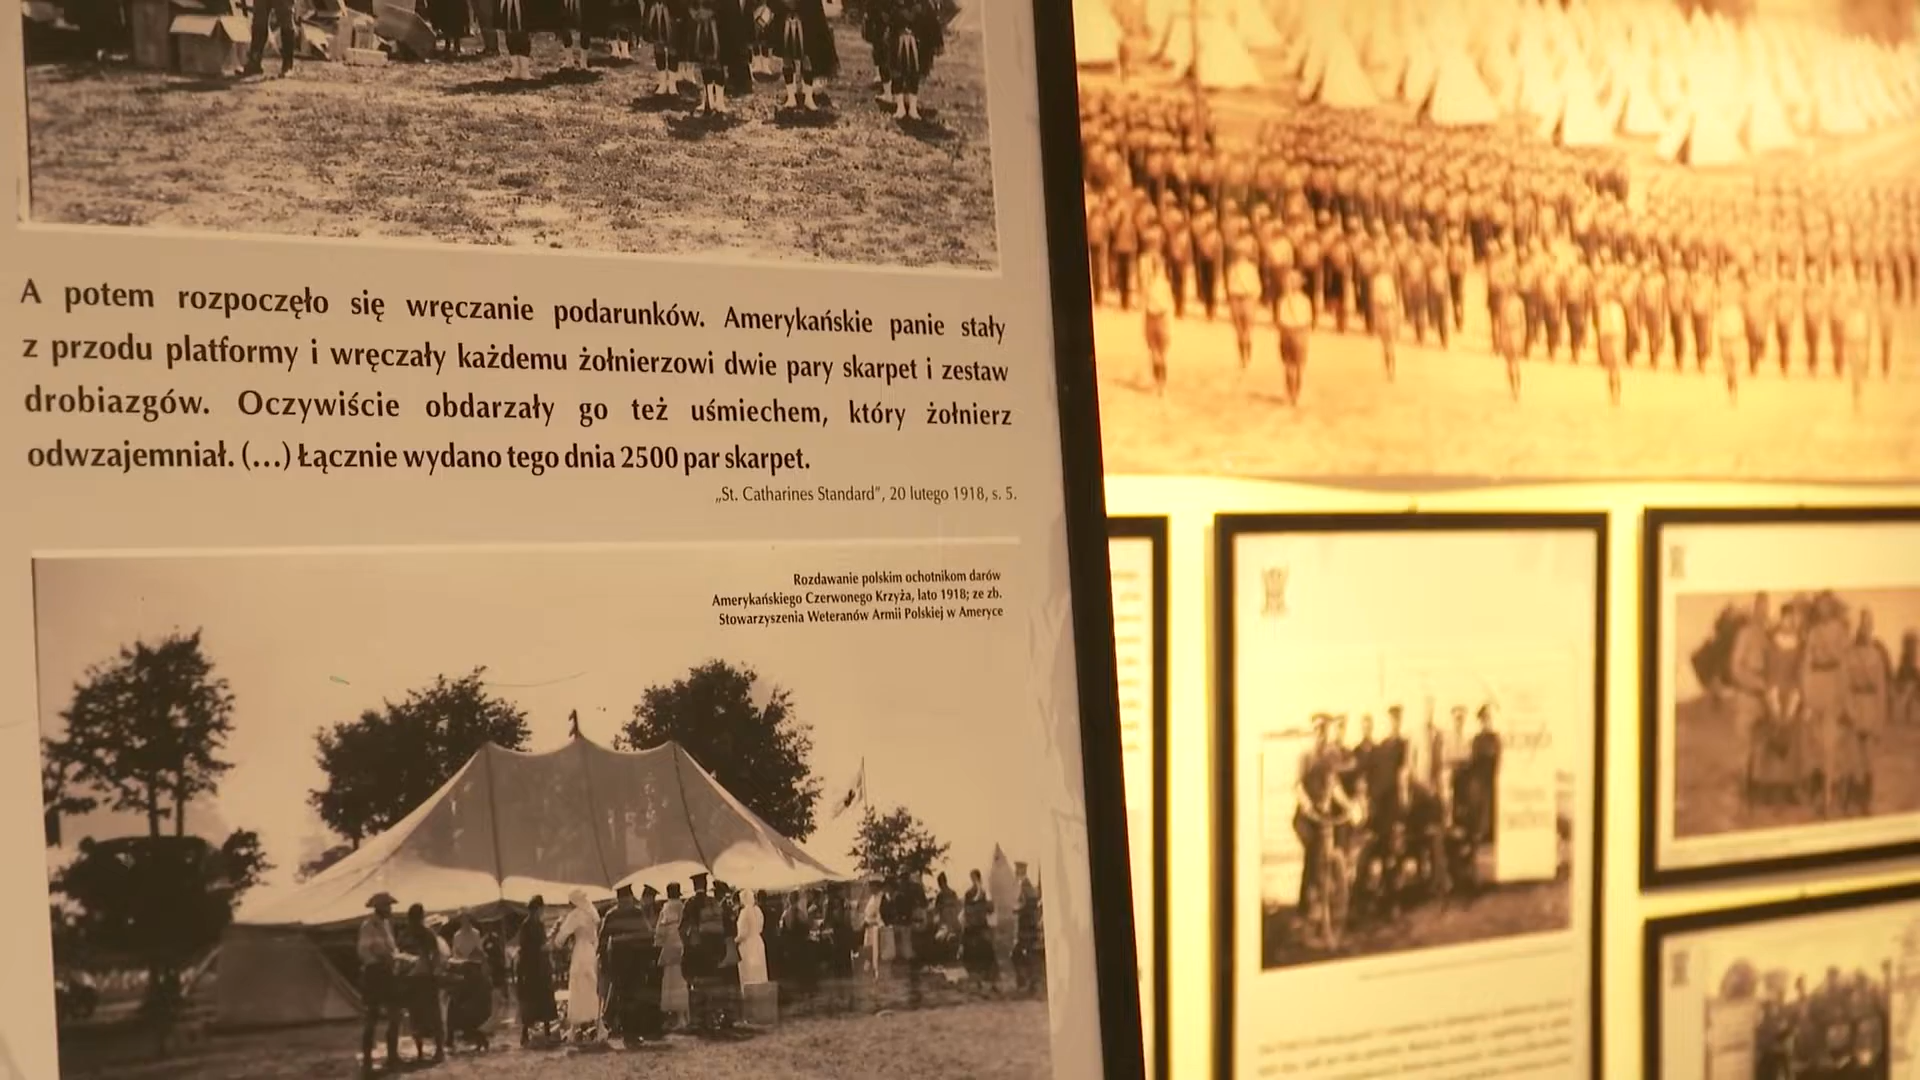 A potem rozpoczęło się wręczanie podarunków. Amerykańskie panie stały
z przodu platformy i wręczały każdemu żołnierzowi dwie pary skarpet i zestaw
drobiazgów. Oczywiście obdarzały go też uśmiechem, który żołnierz
odwzajemniał. (...) Łącznie wydano tego dnia 2500 par skarpet.
„St. Catharines Standard”, 20 lutego 1918, s. 5.
Rozdawanie polskim ochotnikom darów
Amerykańskiego Czerwonego Krzyża, lato 1918; ze zb.
Stowarzyszenia Weteranów Armii Polskiej w Ameryce